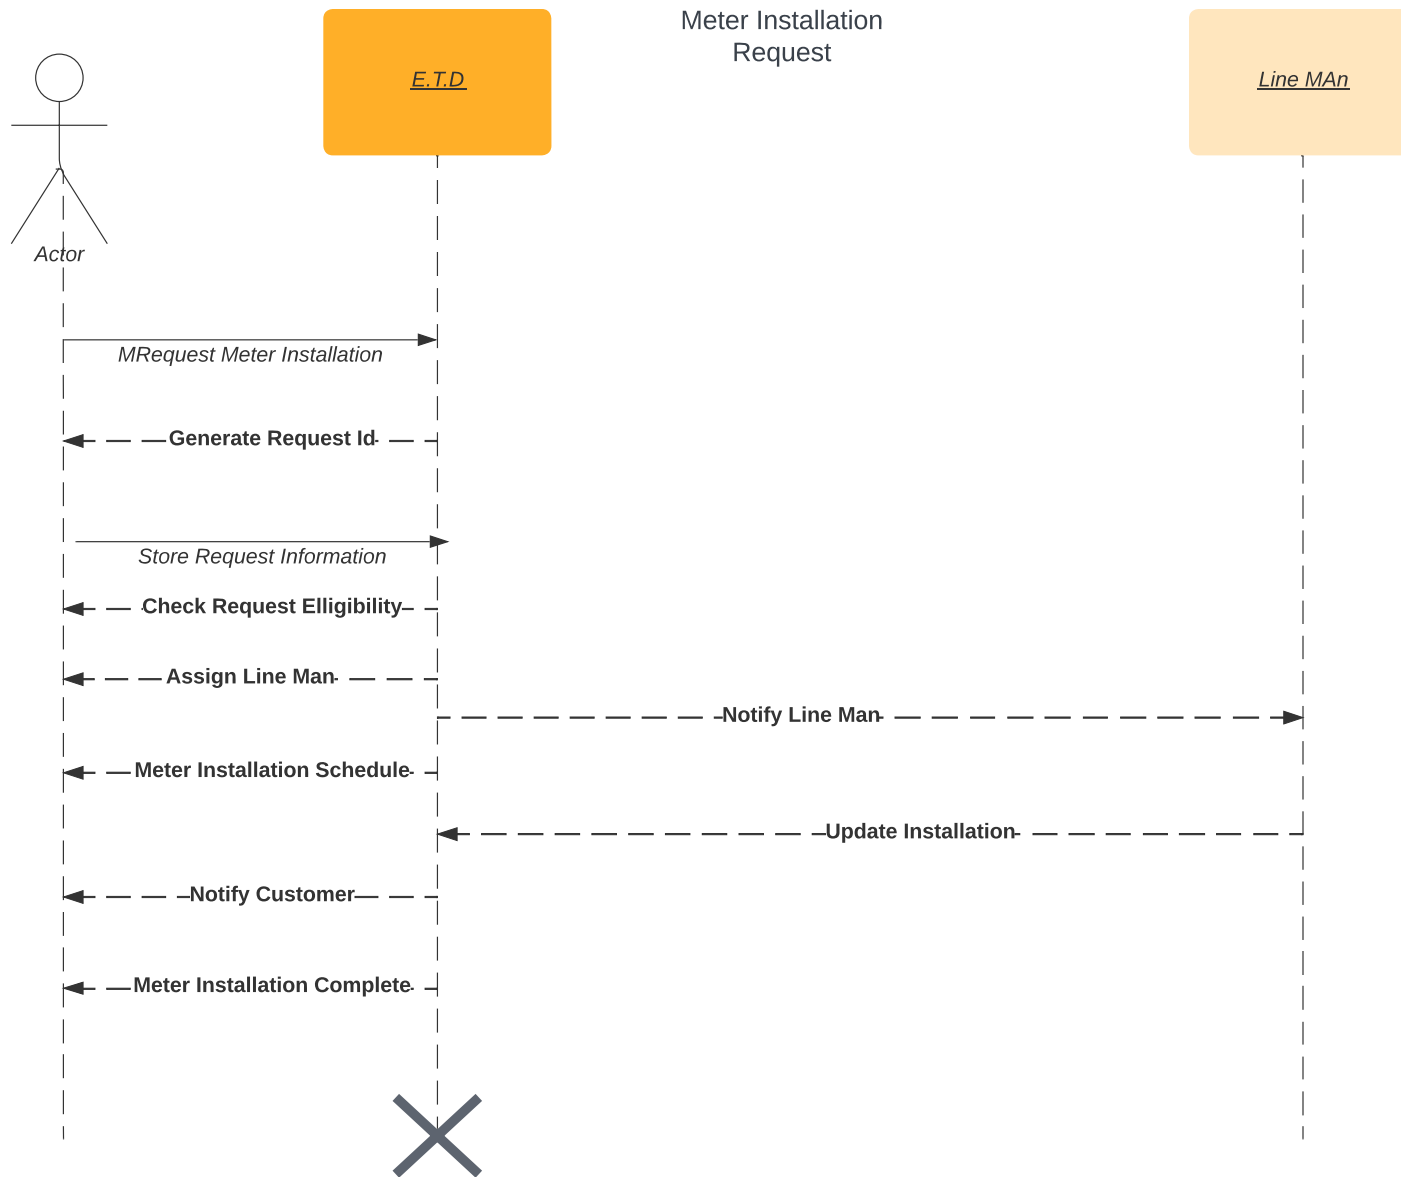 Meter Installation
Request
E.T.D
Line MAn
Actor
MRequest Meter Installation
Generate Request Id
Store Request Information
Check Request Elligibility
Assign Line Man
Notify Line Man
Meter Installation Schedule
Update Installation
Notify Customer
Meter Installation Complete